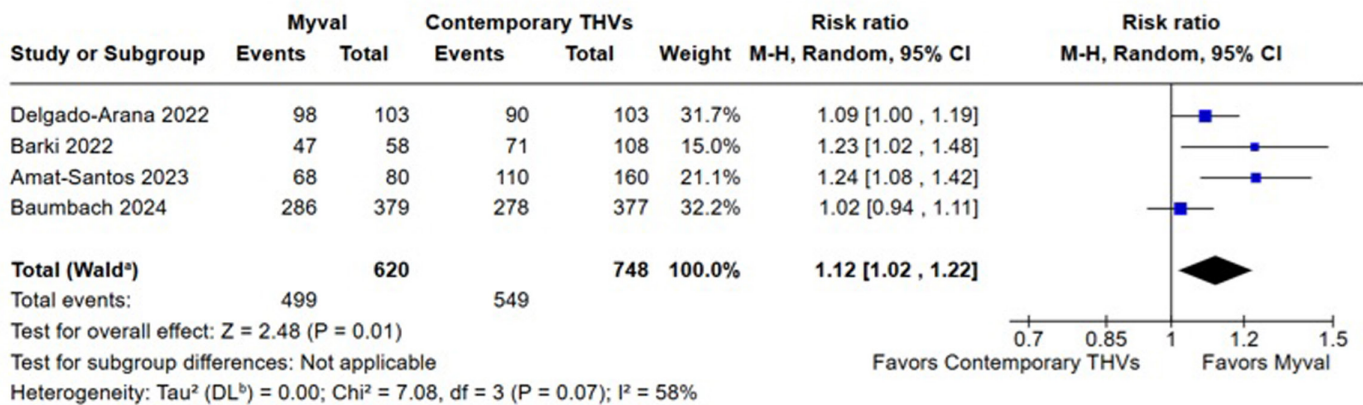 Myval Contemporary THVs Risk ratio Risk ratio
Study or Subgroup Events Total Events Total Weight M-H, Random, 95% CI M-H, Random, 95% CI
Delgado-Arana 2022 98 103 90 103 31.7% 1.09 [1.00 , 1.19]
Barki 2022 47 58 71 108 15.0% 1.23 [1.02 , 1.48]
Amat-Santos 2023 68 80 110 160 21.1% 1.24 [1.08 , 1.42]
Baumbach 2024 286 379 278 377 32.2% 1.02 [0.94 , 1.11]
Total (Waldᵃ) 620 748 100.0% 1.12 [1.02 , 1.22]
Total events: 499 549
Test for overall effect: Z = 2.48 (P = 0.01)
0.7 0.85 1 1.2 1.5
Test for subgroup differences: Not applicable
Favors Contemporary THVs Favors Myval
Heterogeneity: Tau² (DLᵇ) = 0.00; Chi² = 7.08, df = 3 (P = 0.07); I² = 58%